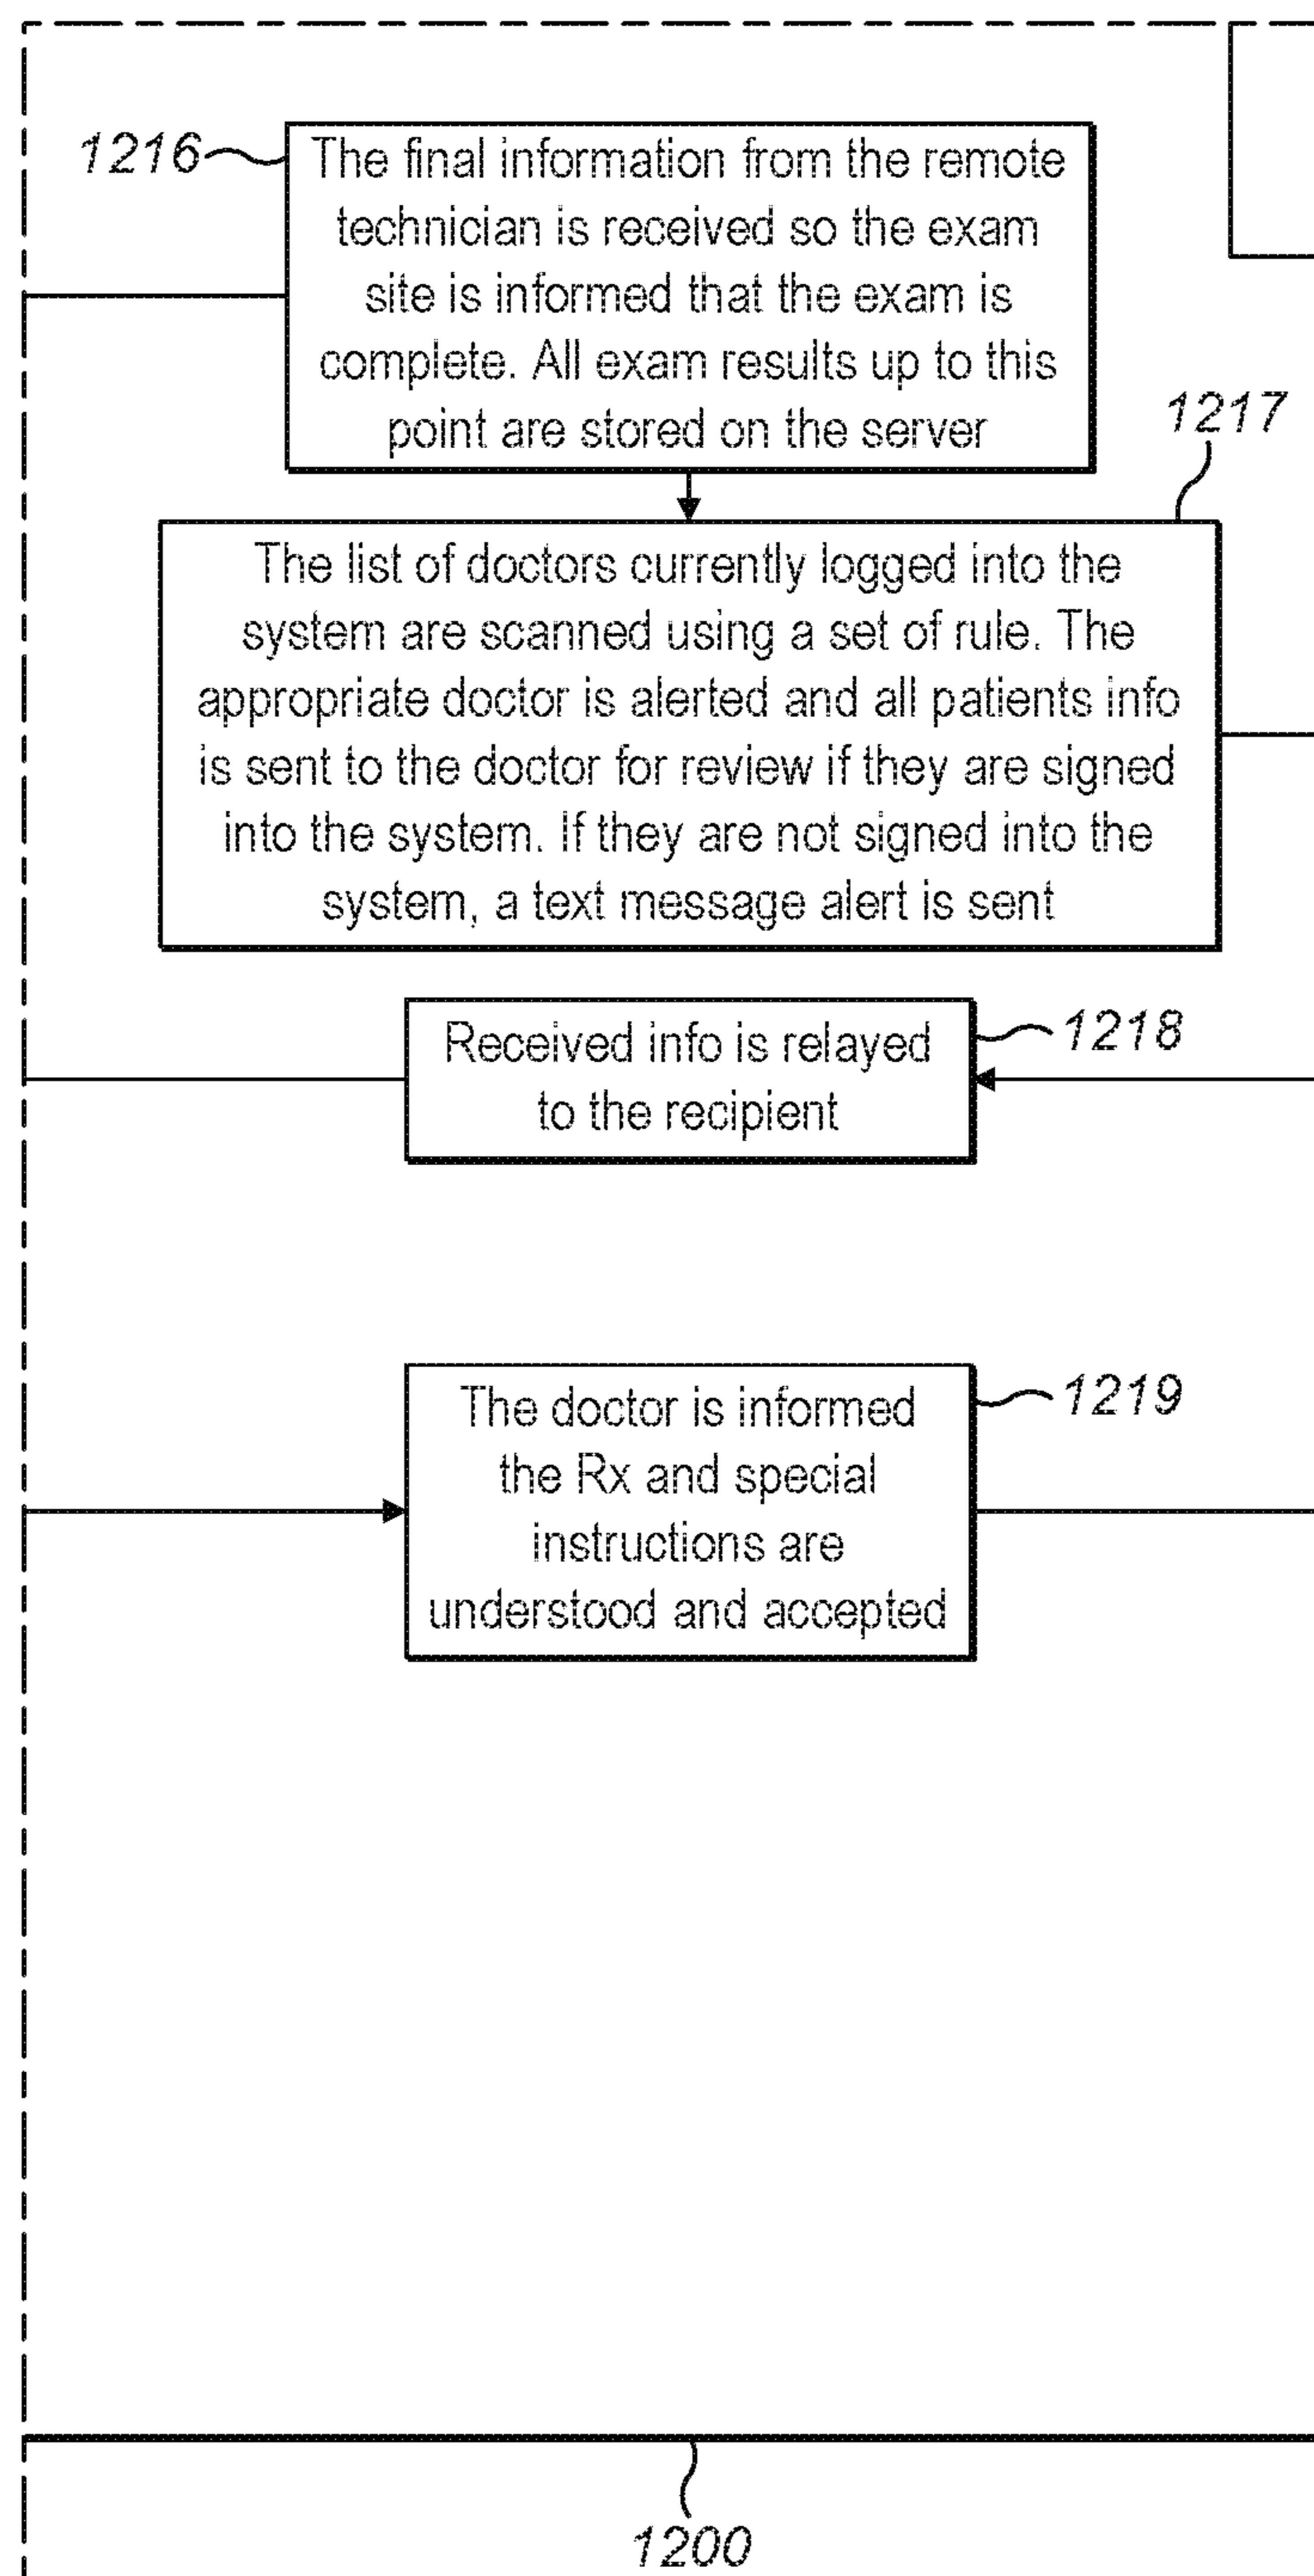 1216
The final information from the remote
technician is received so the exam
site is informed that the exam is
complete. All exam results up to this
point are stored on the server
1217
The list of doctors currently logged into the
system are scanned using a set of rule. The
appropriate doctor is alerted and all patients info
is sent to the doctor for review if they are signed
into the system. If they are not signed into the
system, a text message alert is sent
Received info is relayed
to the recipient
1218
The doctor is informed
the Rx and special
instructions are
understood and accepted
1219
1200